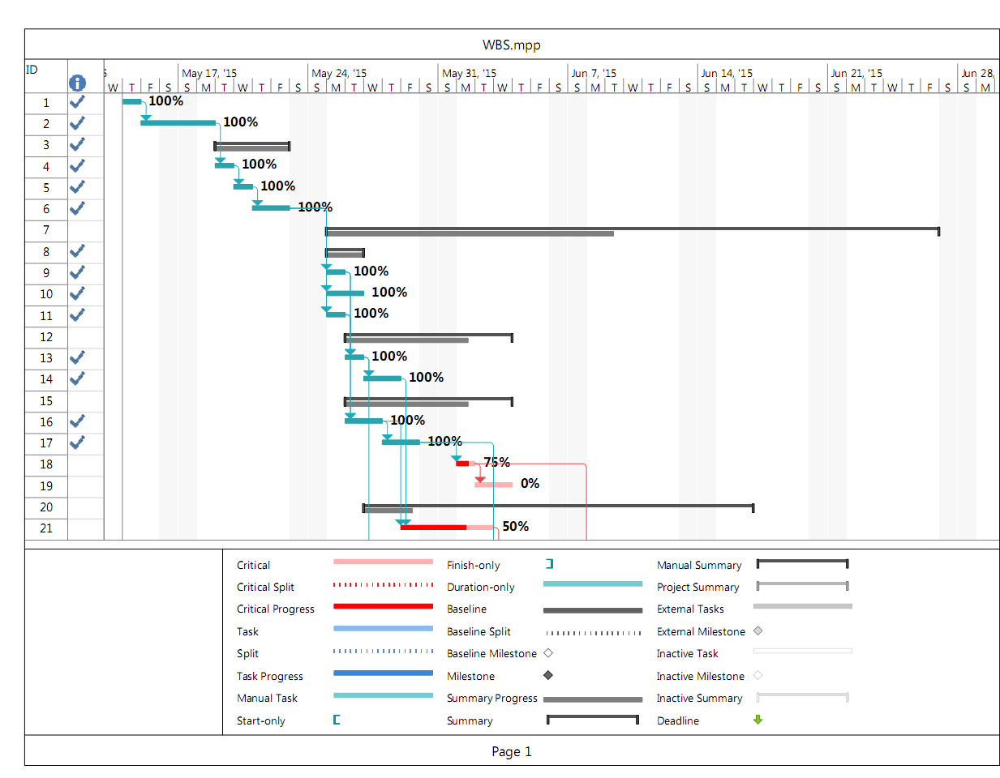 WBS.mpp
ID
5 May 17, '15 May 24, '15 May 31, '15 Jun 7, '15 Jun 14, '15 Jun 21, '15 Jun 28,
W T F S S M T W T F S S M T W T F S S M T W T F S S M T W T F S S M T W T F S S M T W T F S S M
1 100%
2 100%
3
4 100%
5 100%
6 100%
7
8
9 100%
10 100%
11 100%
12
13 100%
14 100%
15
16 100%
17 100%
18 75%
19 0%
20
21 50%
Critical Finish-only Manual Summary
Critical Split Duration-only Project Summary
Critical Progress Baseline External Tasks
Task Baseline Split External Milestone
Split Baseline Milestone Inactive Task
Task Progress Milestone Inactive Milestone
Manual Task Summary Progress Inactive Summary
Start-only Summary Deadline
Page 1